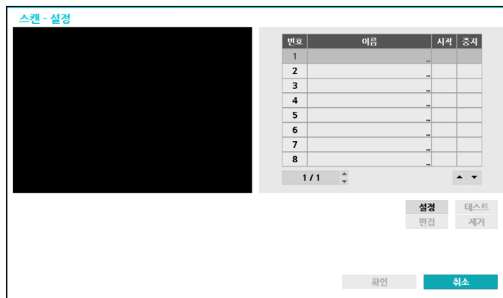 스캔 - 설정
번호 이름 시작 중지
1 ...
2 ...
3 ...
4 ...
5 ...
6 ...
7 ...
8 ...
1 / 1
설정 테스트
편집 제거
확인 취소